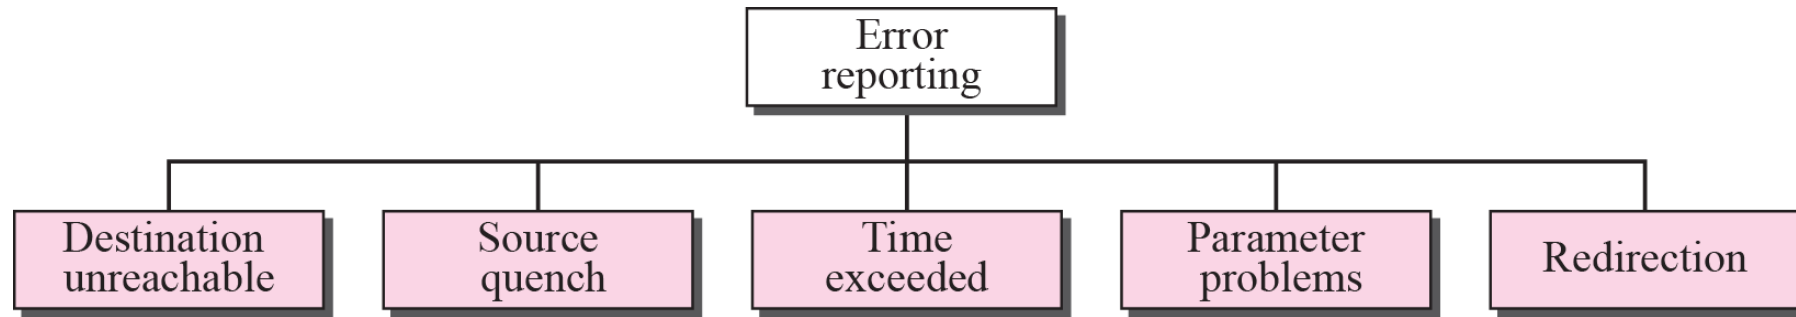 Error
reporting
Destination
unreachable
Source
quench
Time
exceeded
Parameter
problems
Redirection